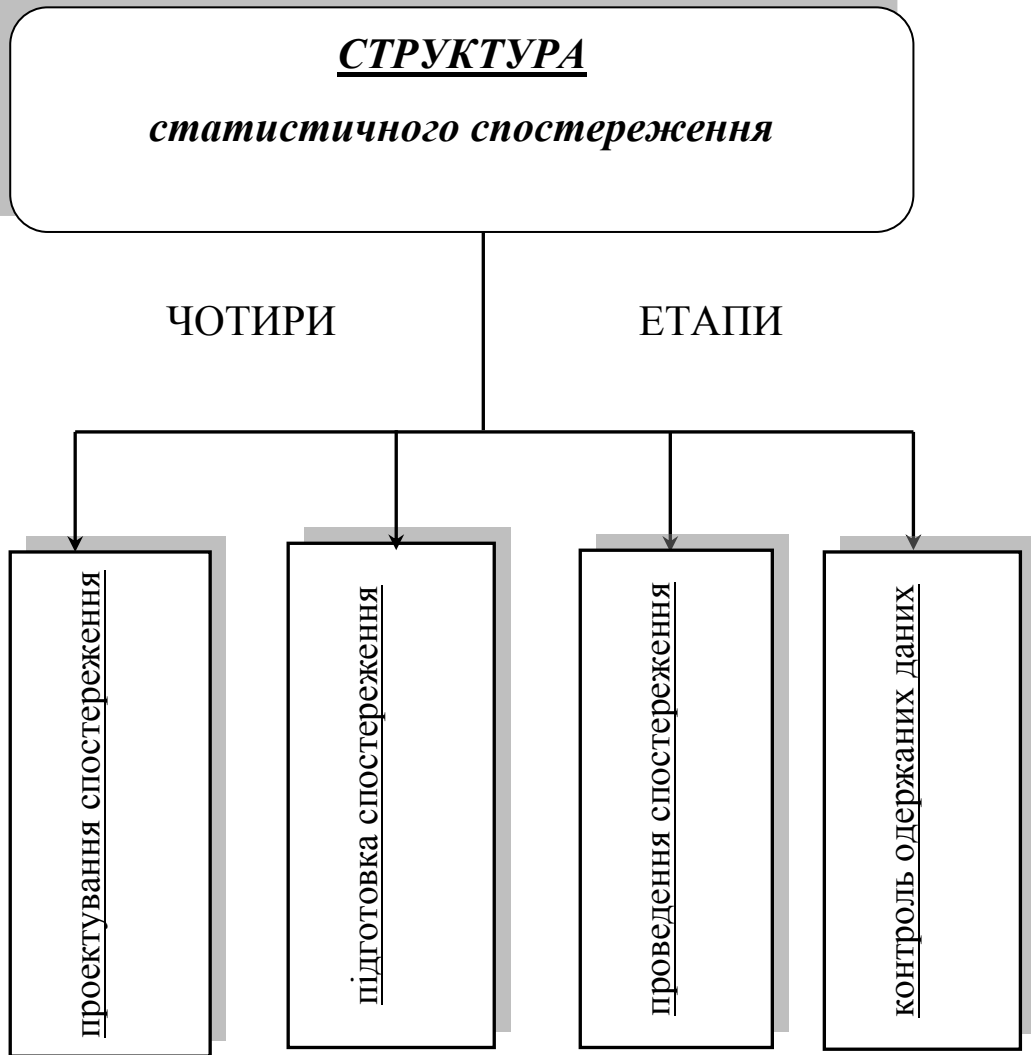 СТРУКТУРА
статистичного спостереження
ЧОТИРИ ЕТАПИ
проектування спостереження
підготовка спостереження
проведення спостереження
контроль одержаних даних